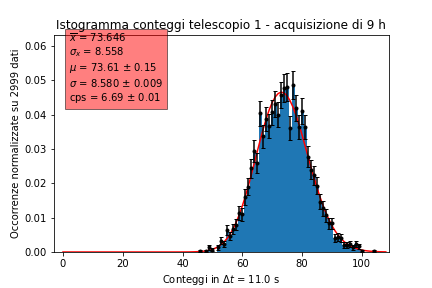 Istogramma conteggi telescopio 1 - acquisizione di 9 h
x̅ = 73.646
σₓ = 8.558
μ = 73.61 ± 0.15
σ = 8.580 ± 0.009
cps = 6.69 ± 0.01
Occorrenze normalizzate su 2999 dati
0.06
0.05
0.04
0.03
0.02
0.01
0.00
0 20 40 60 80 100
Conteggi in Δt = 11.0 s